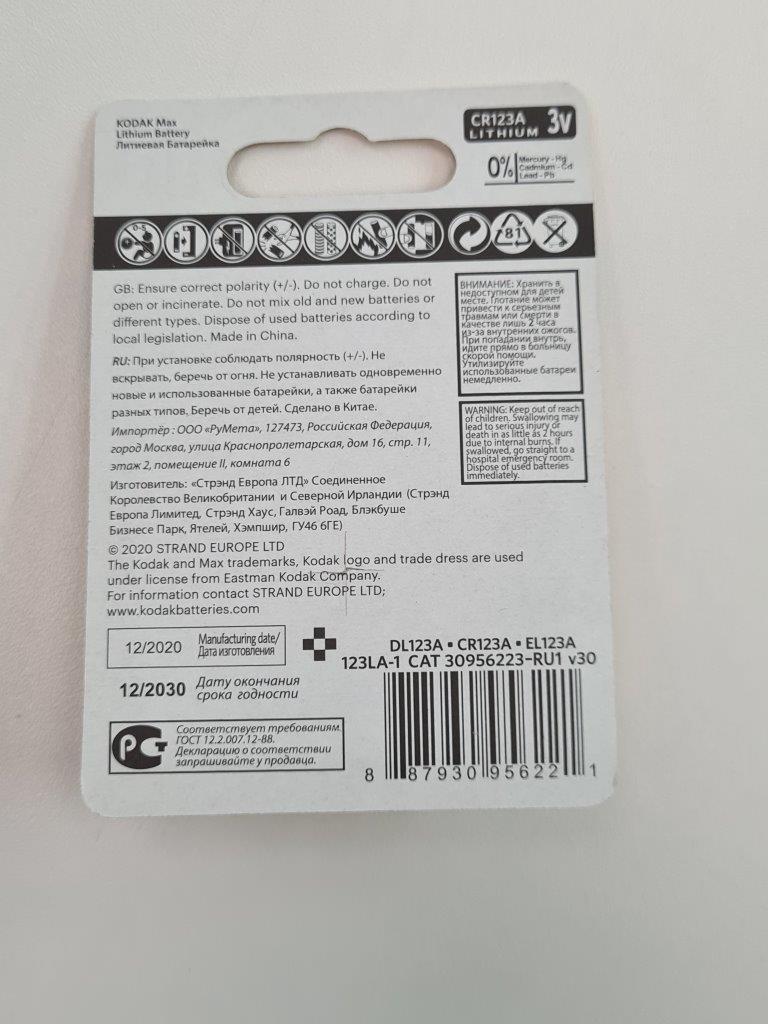 KODAK Max
Lithium Battery
Литиевая Батарейка
CR123A
LITHIUM
3V
0%
Mercury - Hg
Cadmium - Cd
Lead - Pb
0-5
81
GB: Ensure correct polarity (+/-). Do not charge. Do not
open or incinerate. Do not mix old and new batteries or
different types. Dispose of used batteries according to
local legislation. Made in China.
RU: При установке соблюдать полярность (+/-). Не
вскрывать, беречь от огня. Не устанавливать одновременно
новые и использованные батарейки, а также батарейки
разных типов. Беречь от детей. Сделано в Китае.
Импортёр : ООО «РуМета», 127473, Российская Федерация,
город Москва, улица Краснопролетарская, дом 16, стр. 11,
этаж 2, помещение II, комната 6
Изготовитель: «Стрэнд Европа ЛТД» Соединенное
Королевство Великобритании и Северной Ирландии (Стрэнд
Европа Лимитед, Стрэнд Хаус, Галвэй Роад, Блэкбуше
Бизнесе Парк, Ятелей, Хэмпшир, ГУ46 6ГЕ)
© 2020 STRAND EUROPE LTD
The Kodak and Max trademarks, Kodak logo and trade dress are used
under license from Eastman Kodak Company.
For information contact STRAND EUROPE LTD;
www.kodakbatteries.com
ВНИМАНИЕ: Хранить в
недоступном для детей
месте. Глотание может
привести к серьезным
травмам или смерти в
качестве лишь 2 часа
из-за внутренних ожогов.
При попадании внутрь,
идите прямо в больницу
скорой помощи.
Утилизируйте
использованные батареи
немедленно.
WARNING: Keep out of reach
of children. Swallowing may
lead to serious injury or
death in as little as 2 hours
due to internal burns. If
swallowed, go straight to a
hospital emergency room.
Dispose of used batteries
immediately.
12/2020
Manufacturing date/
Дата изготовления
12/2030
Дату окончания
срока годности
РСТ
Соответствует требованиям.
ГОСТ 12.2.007.12-88.
Декларацию о соответствии
запрашивайте у продавца.
DL123A • CR123A • EL123A
123LA-1 CAT 30956223-RU1 v30
8 87930 95622 1